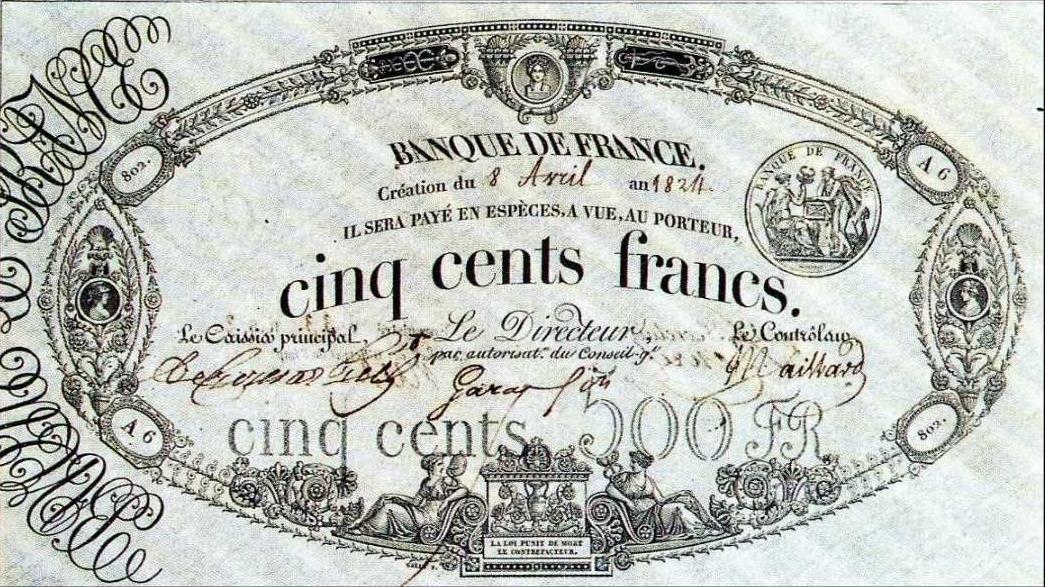 802.
A 6
BANQUE DE FRANCE.
BANQUE DE FRANCE
Création du 8 Avril an 1824.
IL SERA PAYÉ EN ESPÈCES, A VUE, AU PORTEUR,
cinq cents francs.
Le Caissier principal,
Le Directeur,
Le Contrôleur,
par autorisat. du Conseil-gl.
Garat
Maillard
cinq cents 500 FR
A 6
802.
LA LOI PUNIT DE MORT
LE CONTREFACTEUR.